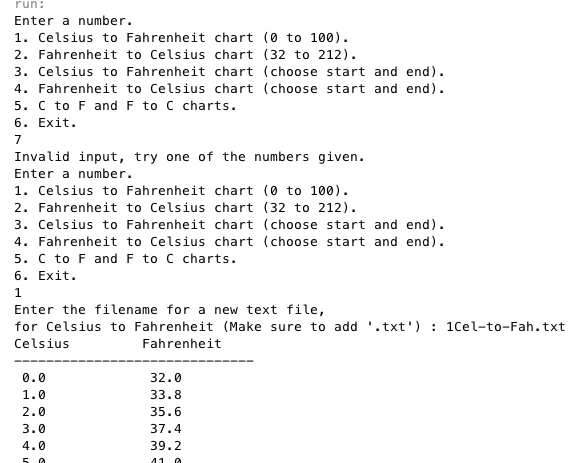 run:
Enter a number.
1. Celsius to Fahrenheit chart (0 to 100).
2. Fahrenheit to Celsius chart (32 to 212).
3. Celsius to Fahrenheit chart (choose start and end).
4. Fahrenheit to Celsius chart (choose start and end).
5. C to F and F to C charts.
6. Exit.
7
Invalid input, try one of the numbers given.
Enter a number.
1. Celsius to Fahrenheit chart (0 to 100).
2. Fahrenheit to Celsius chart (32 to 212).
3. Celsius to Fahrenheit chart (choose start and end).
4. Fahrenheit to Celsius chart (choose start and end).
5. C to F and F to C charts.
6. Exit.
1
Enter the filename for a new text file,
for Celsius to Fahrenheit (Make sure to add '.txt') : 1Cel-to-Fah.txt
Celsius         Fahrenheit
------------------------------
 0.0             32.0
 1.0             33.8
 2.0             35.6
 3.0             37.4
 4.0             39.2
 5.0             41.0